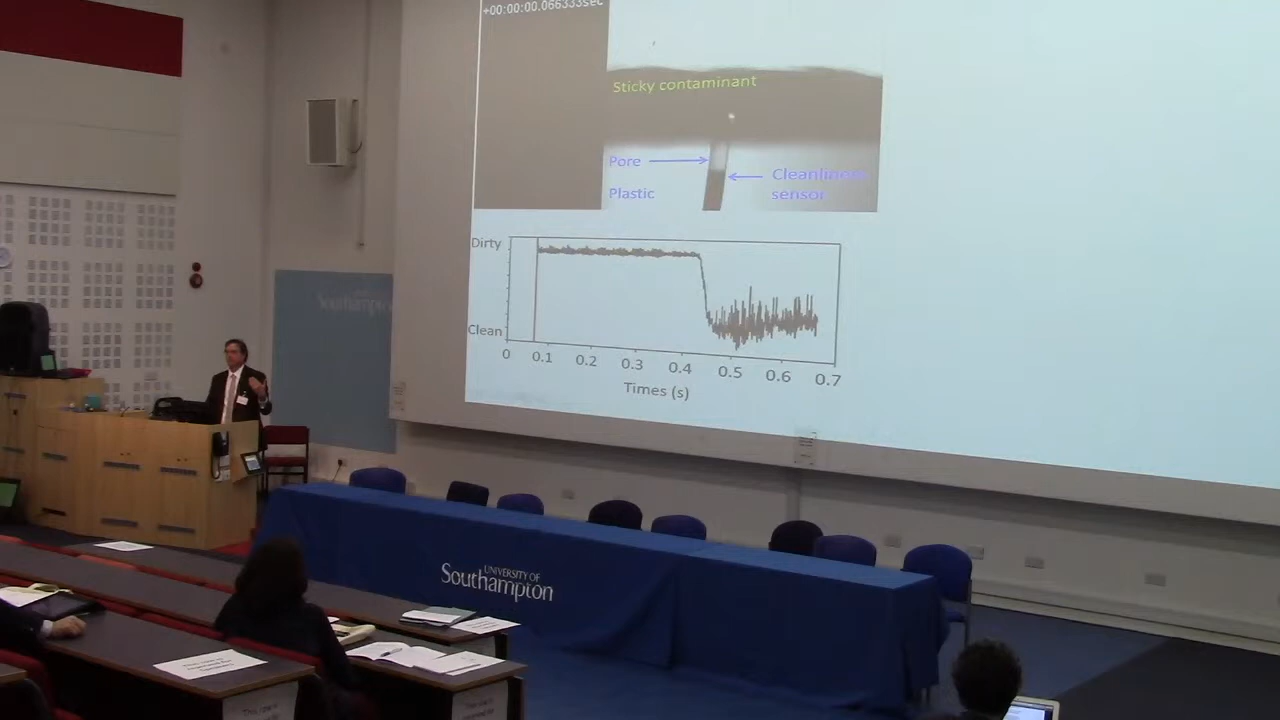 +00:00:00.066333sec
Sticky contaminant
Pore
Cleanliness
Plastic
sensor
Dirty
Clean
0 0.1 0.2 0.3 0.4 0.5 0.6 0.7
Times (s)
Southampton
UNIVERSITY OF
Southampton